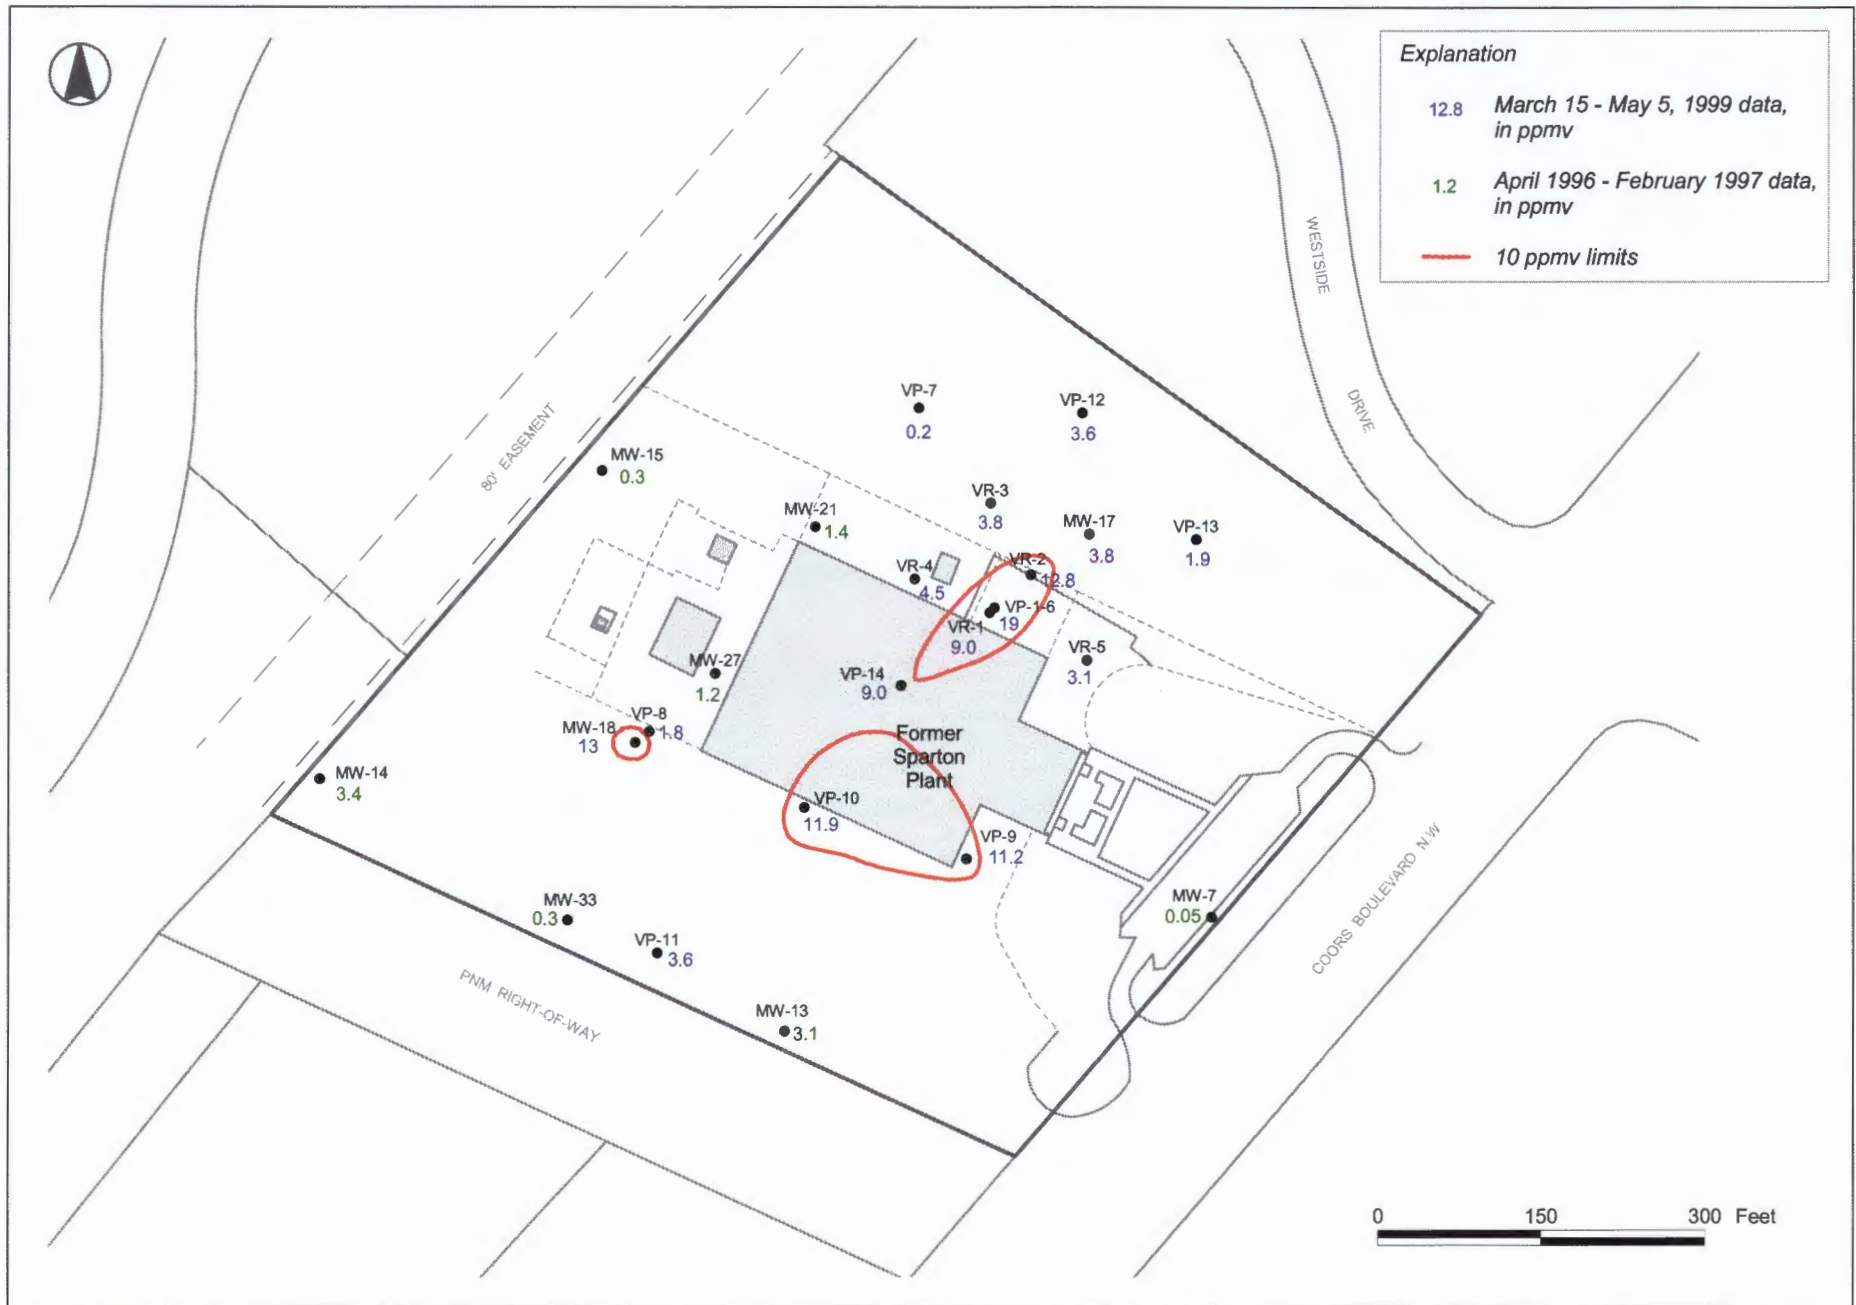 Explanation
12.8 March 15 - May 5, 1999 data,
in ppmv
1.2 April 1996 - February 1997 data,
in ppmv
10 ppmv limits
WESTSIDE
DRIVE
80' EASEMENT
VP-7
0.2
VP-12
3.6
MW-15
0.3
VR-3
3.8
MW-21
1.4
MW-17
3.8
VP-13
1.9
VR-4
4.5
VR-2
12.8
VP-1-6
19
VR-1
9.0
VR-5
3.1
MW-27
1.2
VP-14
9.0
VP-8
1.8
MW-18
13
Former
Sparton
Plant
MW-14
3.4
VP-10
11.9
VP-9
11.2
MW-7
0.05
MW-33
0.3
VP-11
3.6
MW-13
3.1
COORS BOULEVARD N.W
PNM RIGHT-OF-WAY
0 150 300 Feet